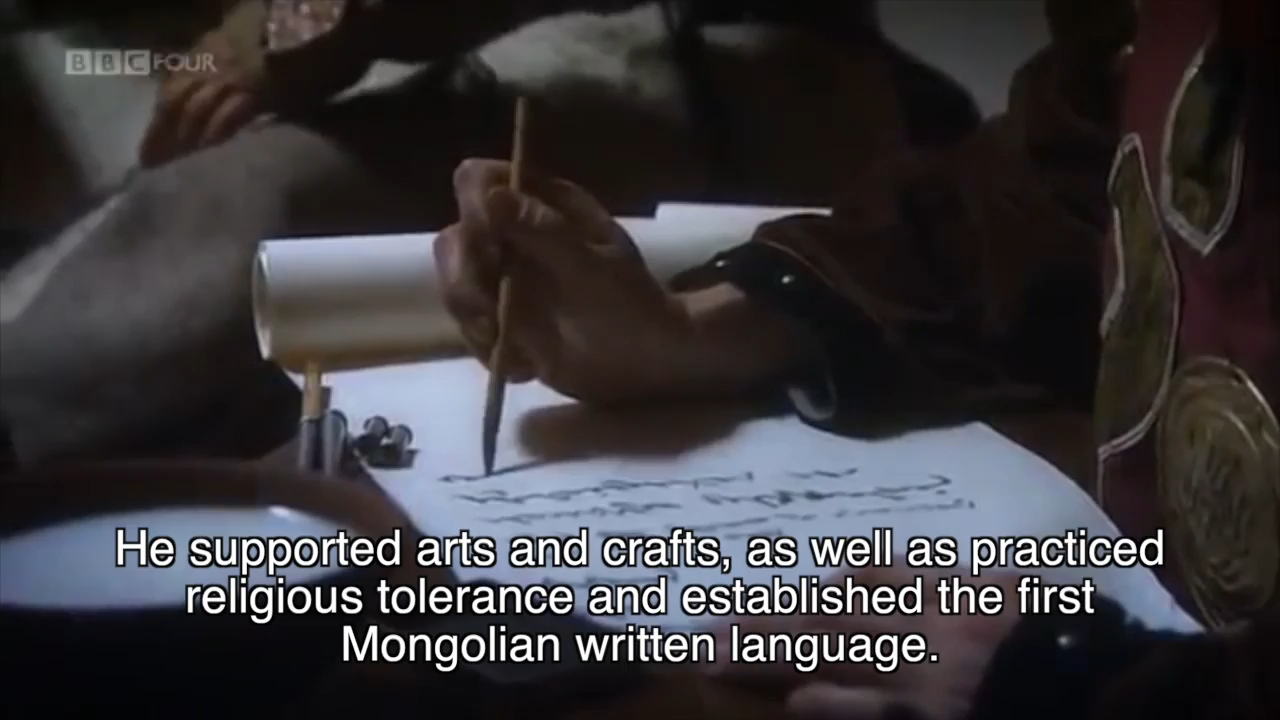 BBC FOUR
He supported arts and crafts, as well as practiced
religious tolerance and established the first
Mongolian written language.